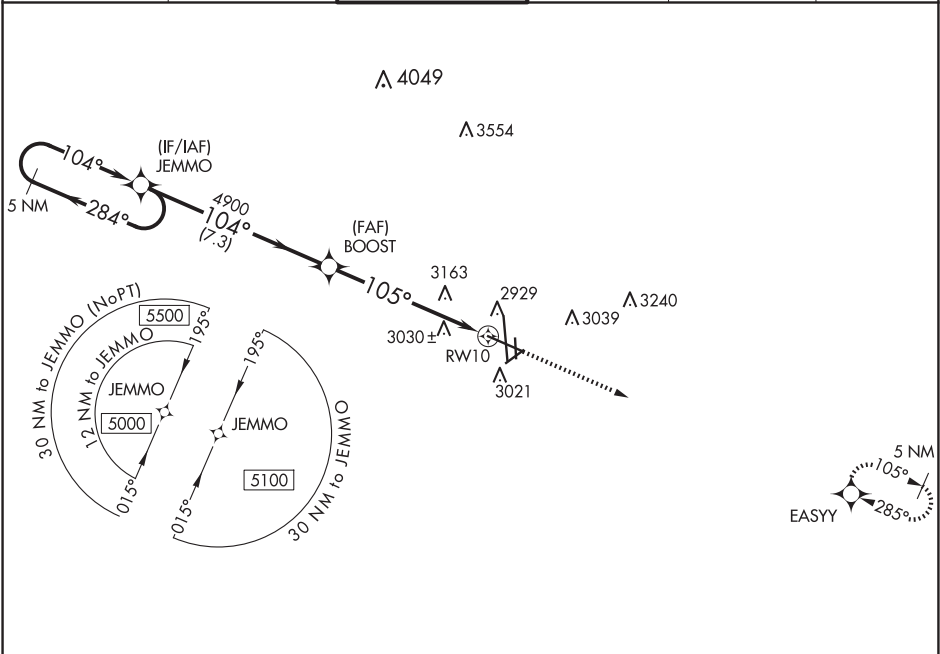 4049
3554
(IF/IAF)
JEMMO
104°
5 NM
284°
4900
104°
(7.3)
(FAF)
BOOST
105°
3163
2929
3240
3039
3030±
RW10
3021
30 NM to JEMMO (NoPT)
5500
195°
12 NM to JEMMO
JEMMO
5000
015°
195°
JEMMO
5100
015°
30 NM to JEMMO
5 NM
105°
285°
EASYY